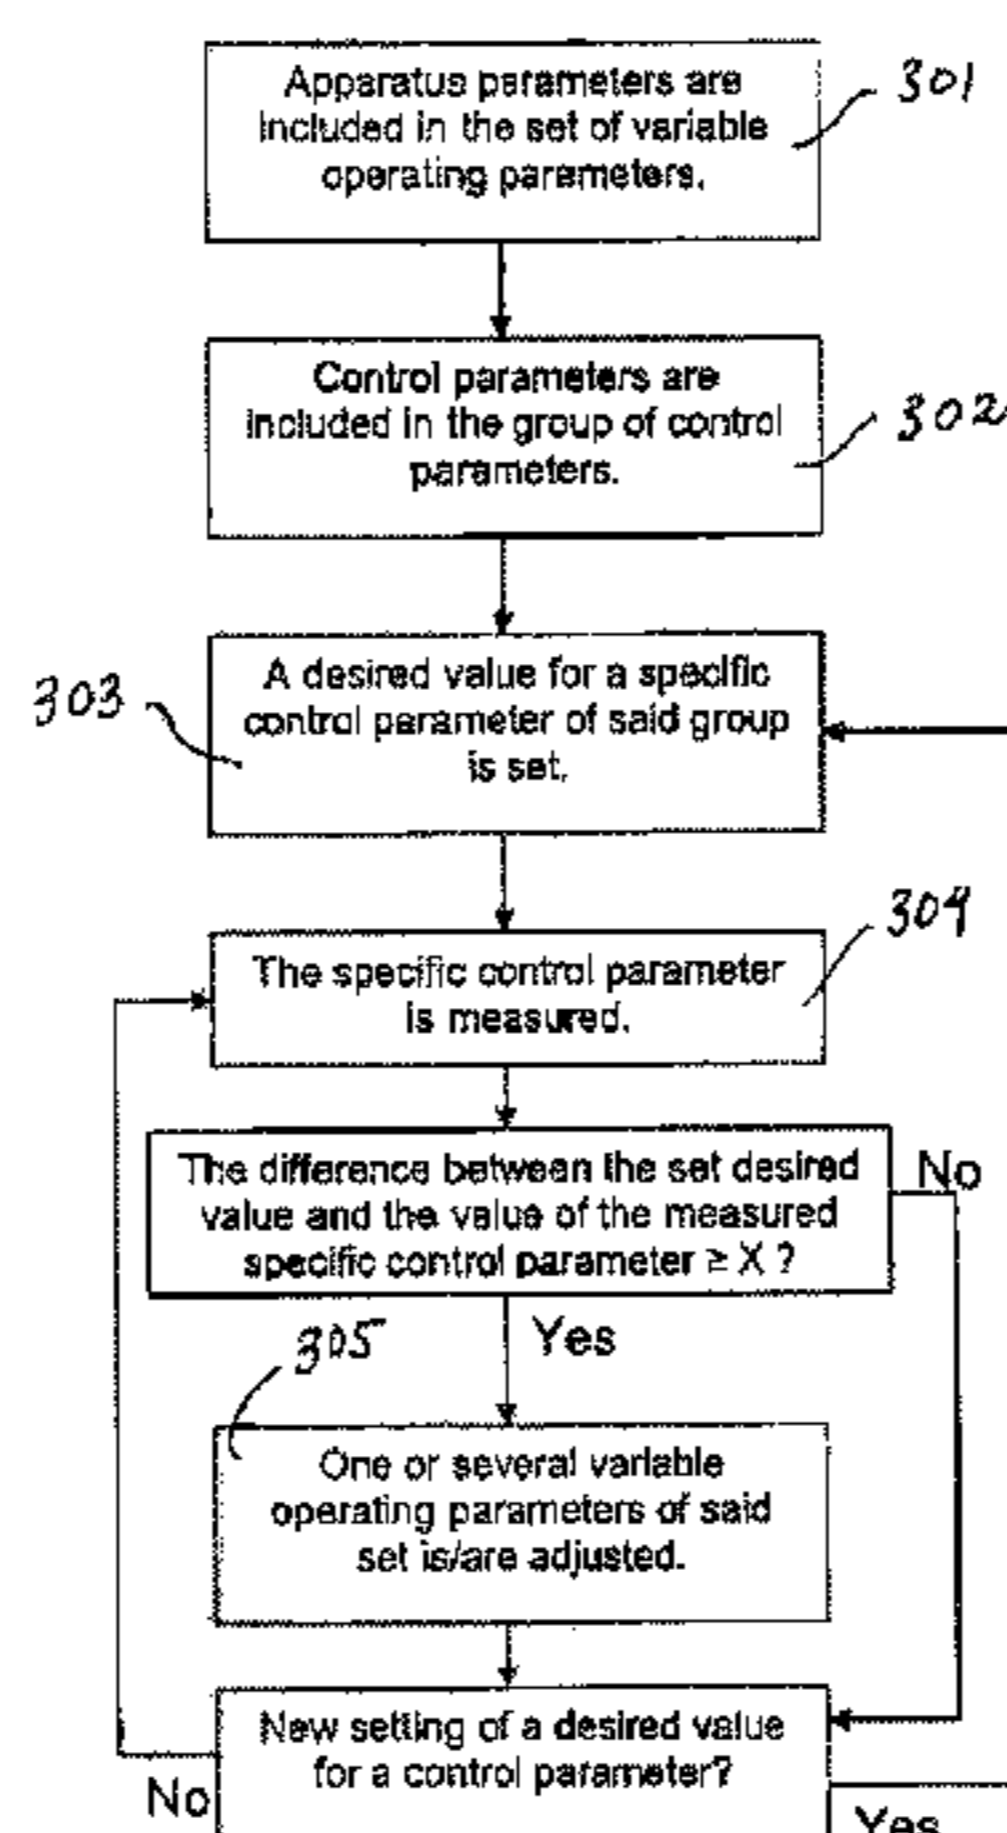 Apparatus parameters are
included in the set of variable
operating parameters.
301
Control parameters are
included in the group of control
parameters.
302
303
A desired value for a specific
control parameter of said group
is set.
304
The specific control parameter
is measured.
The difference between the set desired
value and the value of the measured
specific control parameter ≥ X ?
No
Yes
305
One or several variable
operating parameters of said
set is/are adjusted.
New setting of a desired value
for a control parameter?
No
Yes